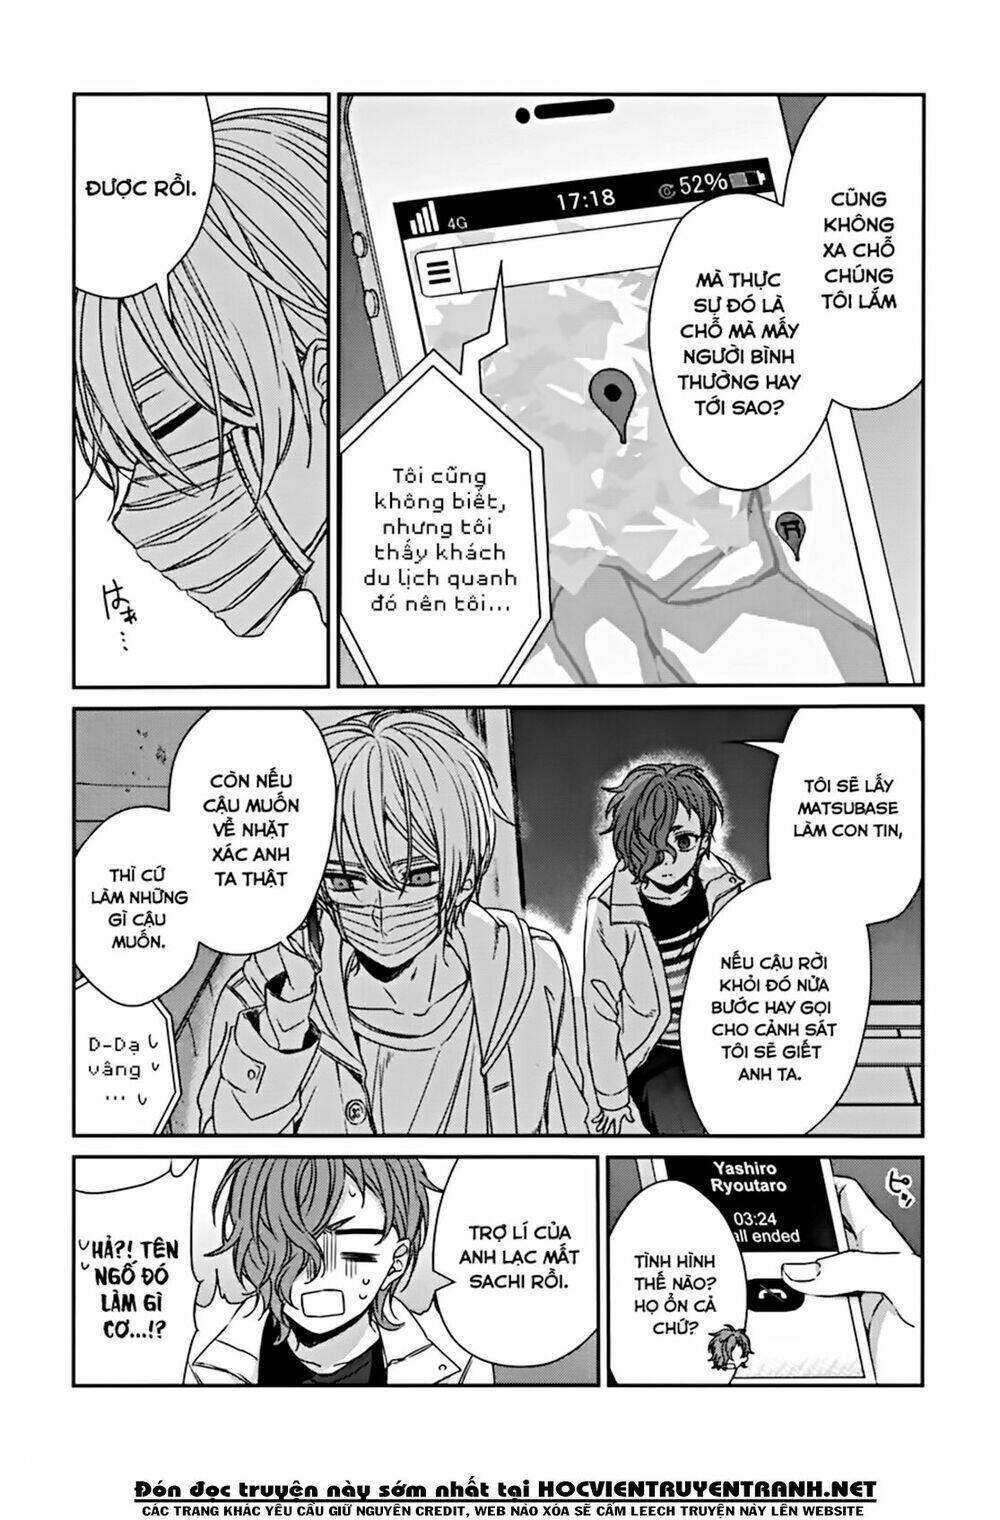 CŨNG
KHÔNG
XA CHỖ
CHÚNG
TÔI LẮM
MÀ THỰC
SỰ ĐÓ LÀ
CHỖ MÀ MẤY
NGƯỜI BÌNH
THƯỜNG HAY
TỚI SAO?
4G 17:18 52%
Tôi cũng
không biết,
nhưng tôi
thấy khách
du lịch quanh
đó nên tôi...
ĐƯỢC RỒI.
はぁ…
TÔI SẼ LẤY
MATSUBASE
LÀM CON TIN,
NẾU CẬU RỜI
KHỎI ĐÓ NỬA
BƯỚC HAY GỌI
CHO CẢNH SÁT
TÔI SẼ GIẾT
ANH TA.
CÒN NẾU
CẬU MUỐN
VỀ NHẶT
XÁC ANH
TA THẬT
THÌ CỨ
LÀM NHỮNG
GÌ CẬU
MUỐN.
D-Dạ
vâng
...
Yashiro
Ryoutaro
03:24
all ended
ピッ
TÌNH HÌNH
THẾ NÀO?
HỌ ỔN CẢ
CHỨ?
TRỢ LÍ CỦA
ANH LẠC MẤT
SACHI RỒI.
HẢ?! TÊN
NGỐ ĐÓ
LÀM GÌ
CƠ...!?
Đón đọc truyện này sớm nhất tại HOCVIENTRUYENTRANH.NET
CÁC TRANG KHÁC YÊU CẦU GIỮ NGUYÊN CREDIT, WEB NÀO XÓA SẼ CẤM LEECH TRUYỆN NÀY LÊN WEBSITE